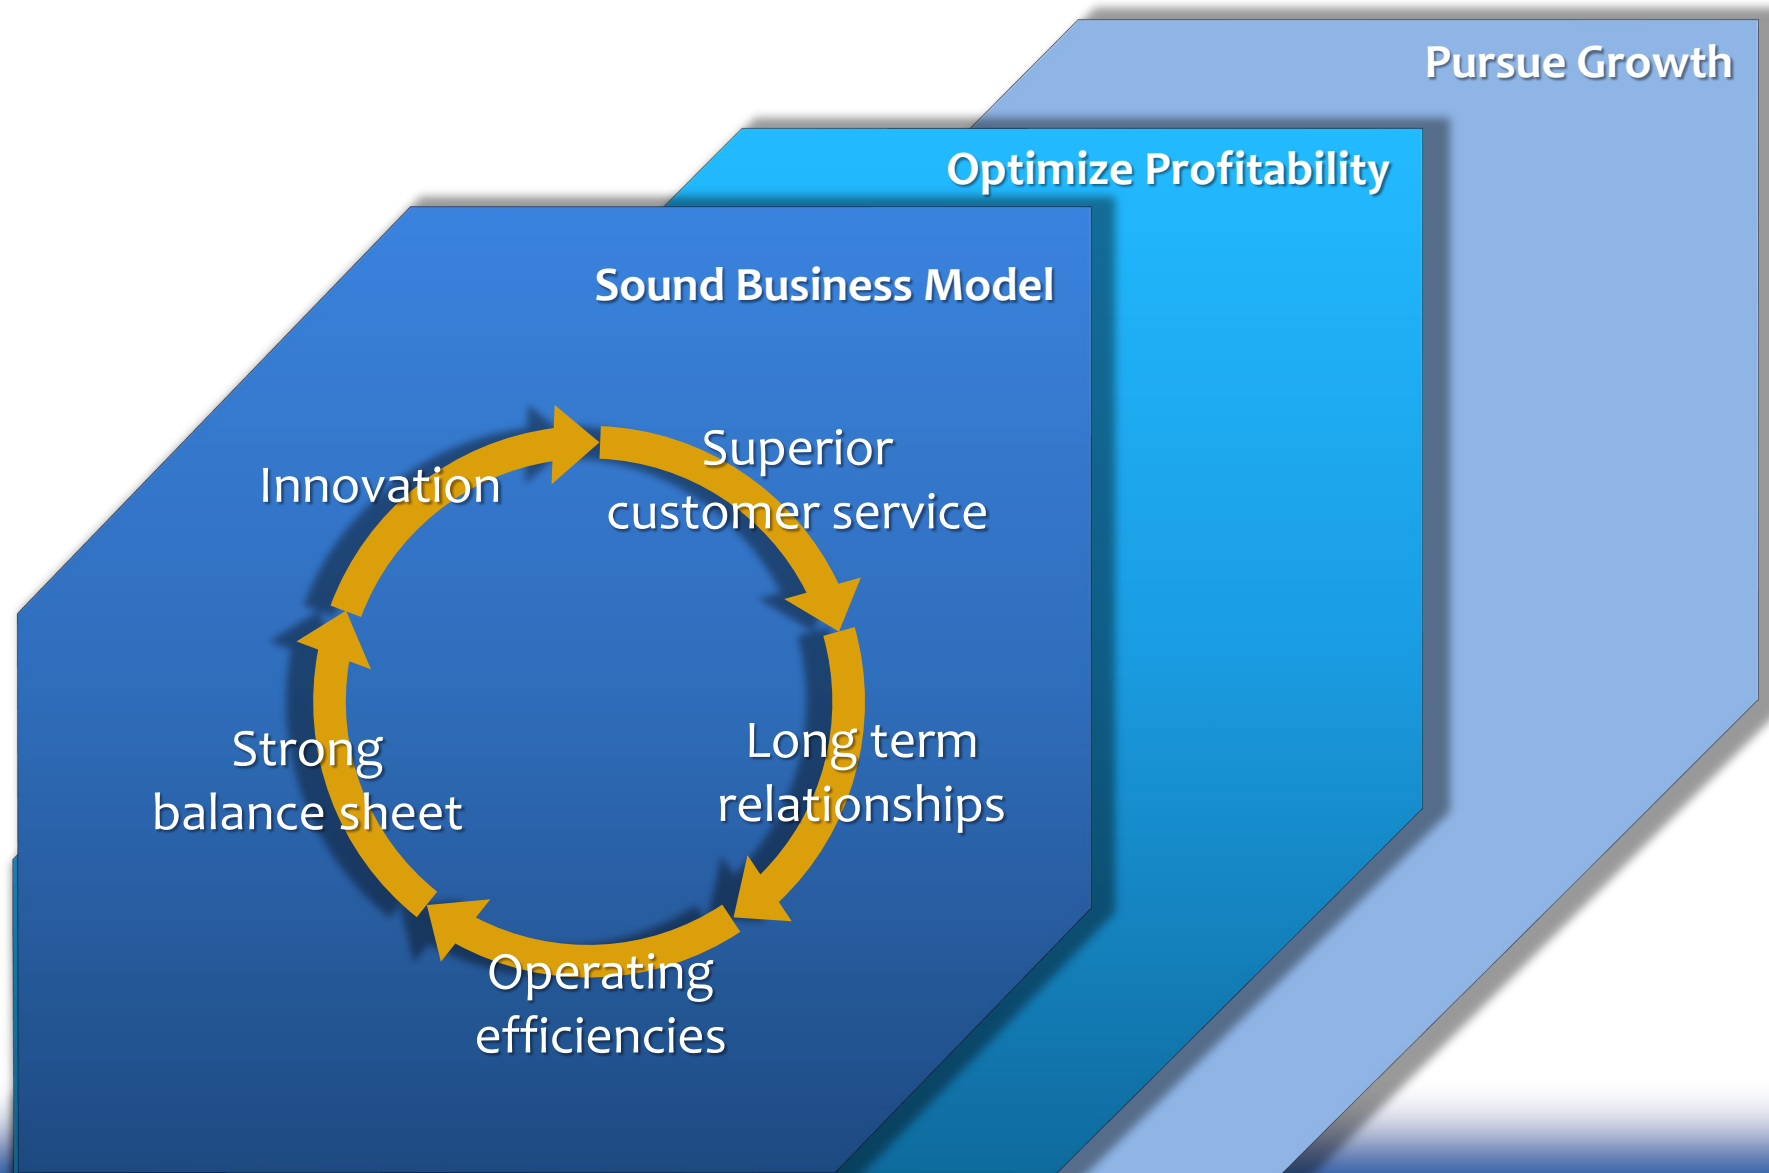 Pursue Growth
Optimize Profitability
Sound Business Model
Superior
customer service
Innovation
Long term
relationships
Strong
balance sheet
Operating
efficiencies